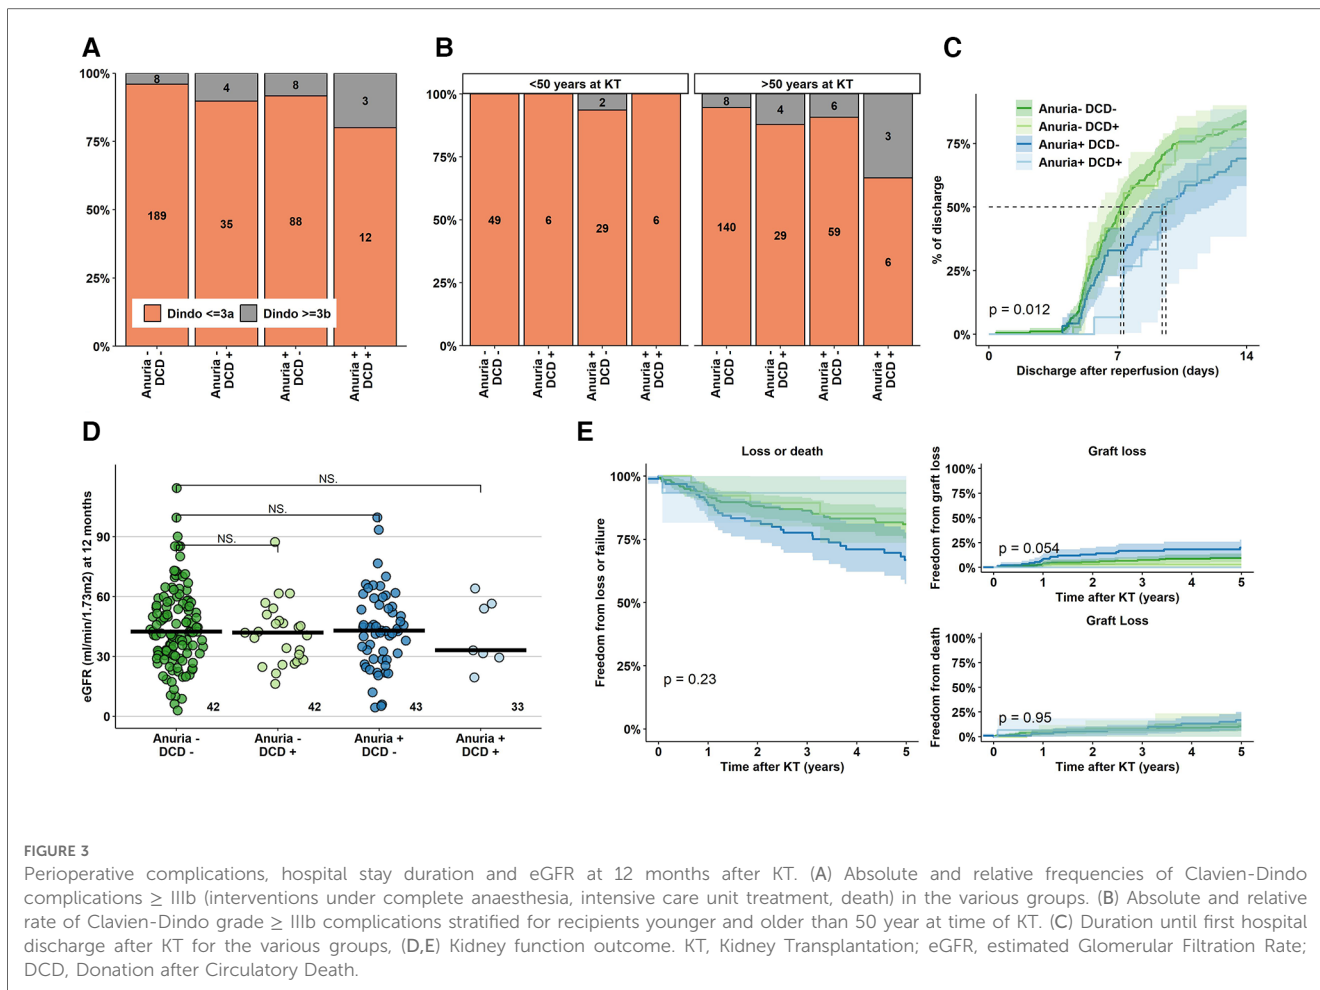 A
100%
75%
50%
25%
0%
8
4
8
3
189
35
88
12
Dindo <=3a
Dindo >=3b
Anuria -
DCD -
Anuria -
DCD +
Anuria +
DCD -
Anuria +
DCD +
B
<50 years at KT
>50 years at KT
100%
75%
50%
25%
0%
2
49
6
29
6
8
4
6
3
140
29
59
6
Anuria -
DCD -
Anuria -
DCD +
Anuria +
DCD -
Anuria +
DCD +
Anuria -
DCD -
Anuria -
DCD +
Anuria +
DCD -
Anuria +
DCD +
C
% of discharge
75%
50%
25%
0%
Anuria- DCD-
Anuria- DCD+
Anuria+ DCD-
Anuria+ DCD+
p = 0.012
0
7
14
Discharge after reperfusion (days)
D
eGFR (ml/min/1.73m2) at 12 months
90
60
30
0
NS.
NS.
NS.
42
42
43
33
Anuria -
DCD -
Anuria -
DCD +
Anuria +
DCD -
Anuria +
DCD +
E
Loss or death
Freedom from loss or failure
100%
75%
50%
25%
0%
p = 0.23
0
1
2
3
4
5
Time after KT (years)
Graft loss
Freedom from graft loss
100%
75%
50%
25%
0%
p = 0.054
0
1
2
3
4
5
Time after KT (years)
Graft Loss
Freedom from death
100%
75%
50%
25%
0%
p = 0.95
0
1
2
3
4
5
Time after KT (years)
FIGURE 3
Perioperative complications, hospital stay duration and eGFR at 12 months after KT. (A) Absolute and relative frequencies of Clavien-Dindo
complications ≥ IIIb (interventions under complete anaesthesia, intensive care unit treatment, death) in the various groups. (B) Absolute and relative
rate of Clavien-Dindo grade ≥ IIIb complications stratified for recipients younger and older than 50 year at time of KT. (C) Duration until first hospital
discharge after KT for the various groups, (D,E) Kidney function outcome. KT, Kidney Transplantation; eGFR, estimated Glomerular Filtration Rate;
DCD, Donation after Circulatory Death.